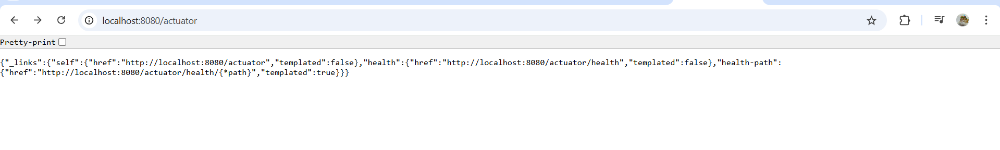 localhost:8080/actuator
Pretty-print
{"_links":{"self":{"href":"http://localhost:8080/actuator","templated":false},"health":{"href":"http://localhost:8080/actuator/health","templated":false},"health-path":
{"href":"http://localhost:8080/actuator/health/{*path}","templated":true}}}